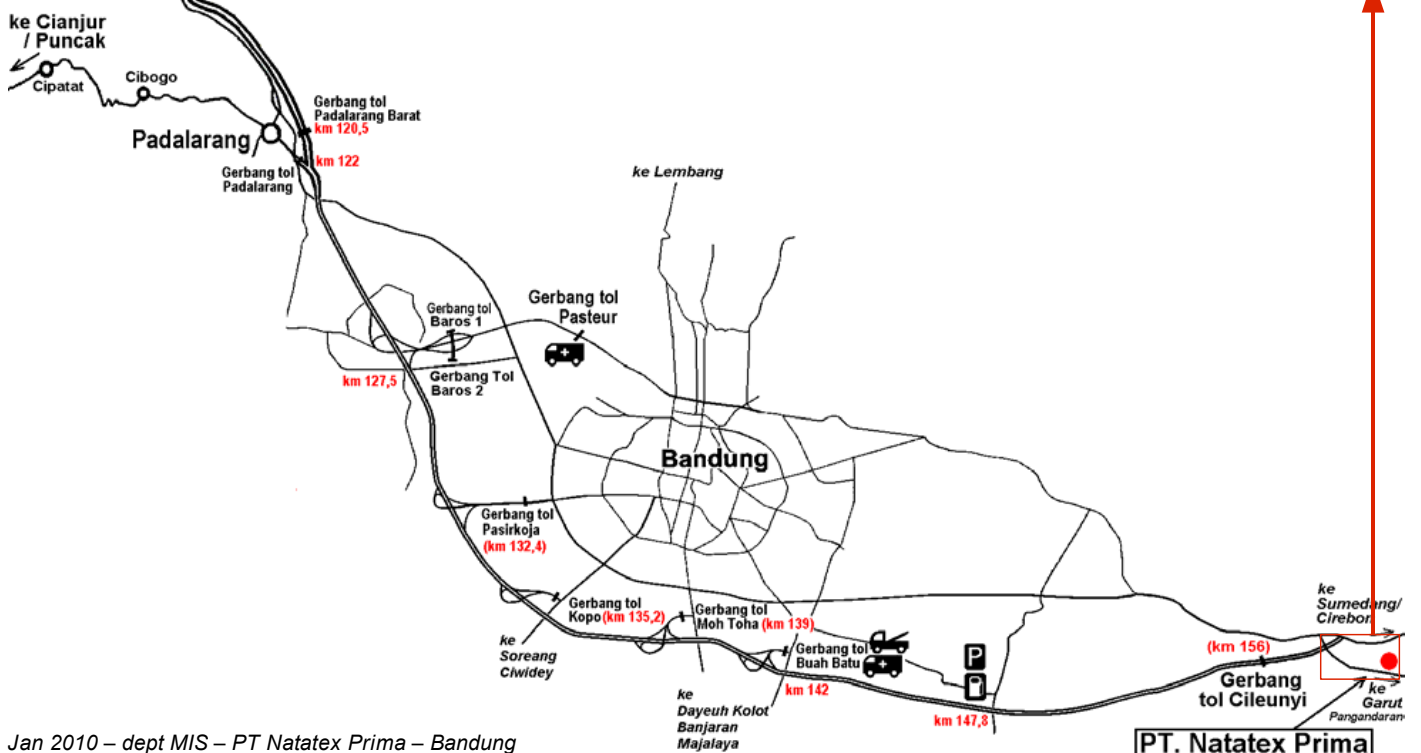 ke Cianjur
/ Puncak
Cipatat
Cibogo
Padalarang
Gerbang tol
Padalarang Barat
km 120,5
km 122
Gerbang tol
Padalarang
ke Lembang
Gerbang tol
Pasteur
Gerbang tol
Baros 1
Gerbang Tol
Baros 2
km 127,5
Bandung
Gerbang tol
Pasirkoja
(km 132,4)
Gerbang tol
Kopo (km 135,2)
Gerbang tol
Moh Toha (km 139)
ke
Soreang
Ciwidey
Gerbang tol
Buah Batu
km 142
ke
Dayeuh Kolot
Banjaran
Majalaya
P
km 147,8
ke
Sumedang/
Cirebon
(km 156)
Gerbang
tol Cileunyi
ke
Garut
Pangandaran
PT. Natatex Prima
Jan 2010 – dept MIS – PT Natatex Prima – Bandung